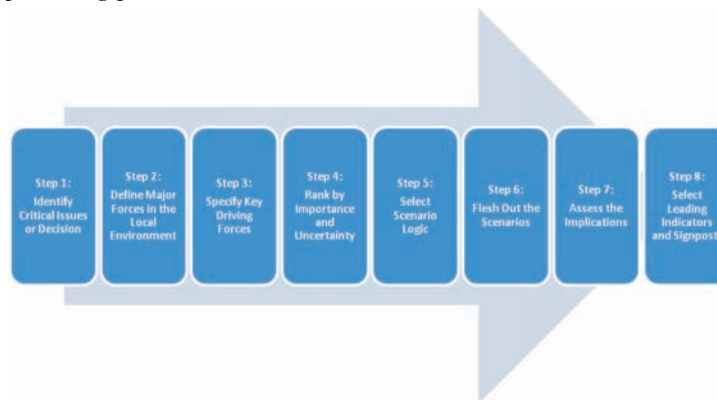 Step 1:
Identify
Critical Issues
or Decision
Step 2:
Define Major
Forces in the
Local
Environment
Step 3:
Specify Key
Driving
Forces
Step 4:
Rank by
Importance
and
Uncertainty
Step 5:
Select
Scenario
Logic
Step 6:
Flesh Out the
Scenarios
Step 7:
Assess the
Implications
Step 8:
Select
Leading
Indicators
and Signpost